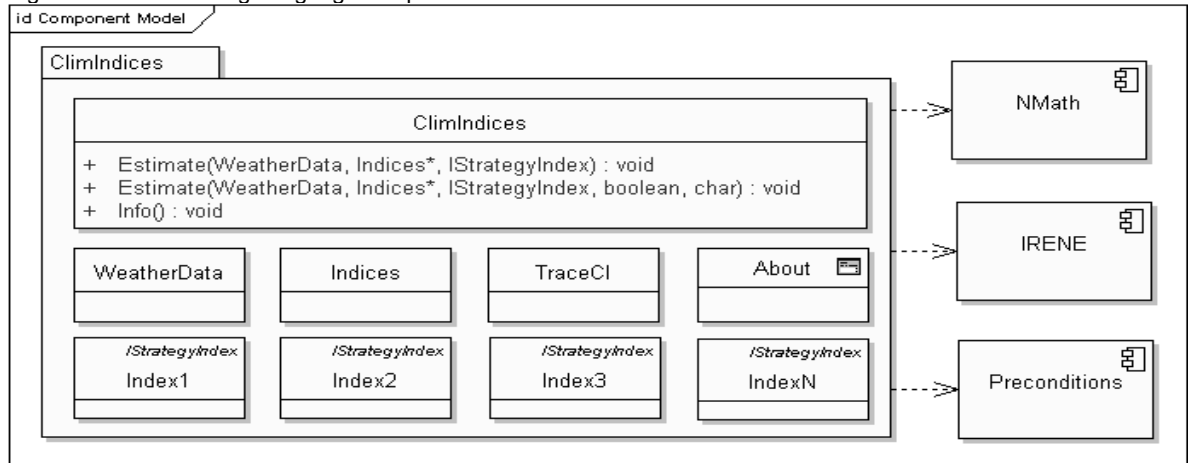 id Component Model
ClimIndices
ClimIndices
+ Estimate(WeatherData, Indices*, IStrategyIndex) : void
+ Estimate(WeatherData, Indices*, IStrategyIndex, boolean, char) : void
+ Info() : void
WeatherData
Indices
TraceCI
About
IStrategyIndex
Index1
IStrategyIndex
Index2
IStrategyIndex
Index3
IStrategyIndex
IndexN
NMath
IRENE
Preconditions